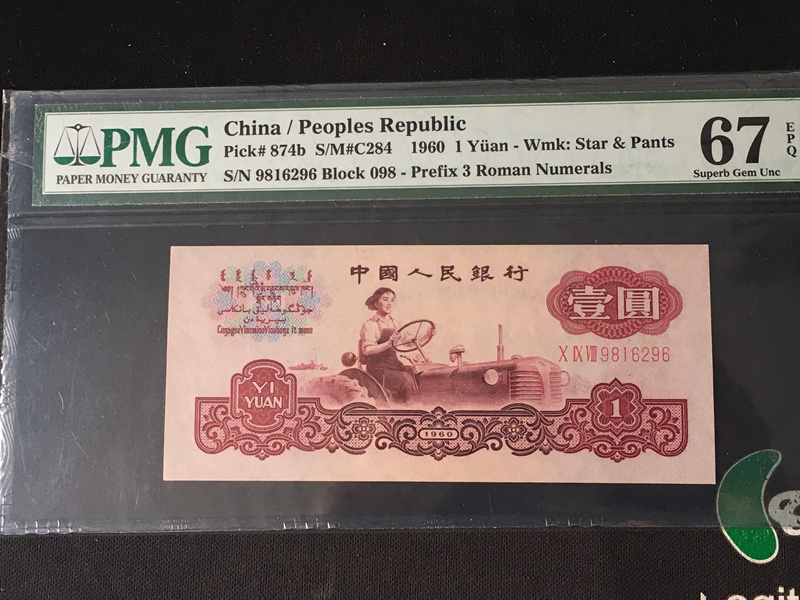 PMG
PAPER MONEY GUARANTY
China / Peoples Republic
Pick# 874b S/M#C284 1960 1 Yüan - Wmk: Star & Pants
S/N 9816296 Block 098 - Prefix 3 Roman Numerals
67 EPQ
Superb Gem Unc
中國人民銀行
壹圓
X IX VIII 9816296
YI
YUAN
1960
1